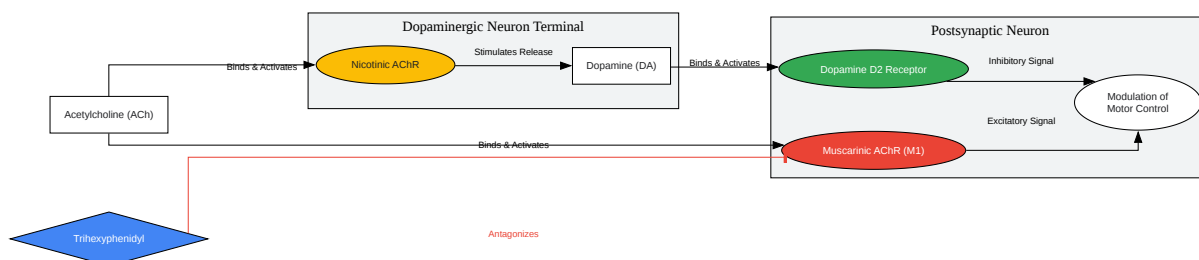 Dopaminergic Neuron Terminal
Postsynaptic Neuron
Stimulates Release
Nicotinic AChR
Binds & Activates
Dopamine (DA)
Binds & Activates
Dopamine D2 Receptor
Inhibitory Signal
Modulation of
Motor Control
Acetylcholine (ACh)
Excitatory Signal
Binds & Activates
Muscarinic AChR (M1)
Antagonizes
Trihexyphenidyl